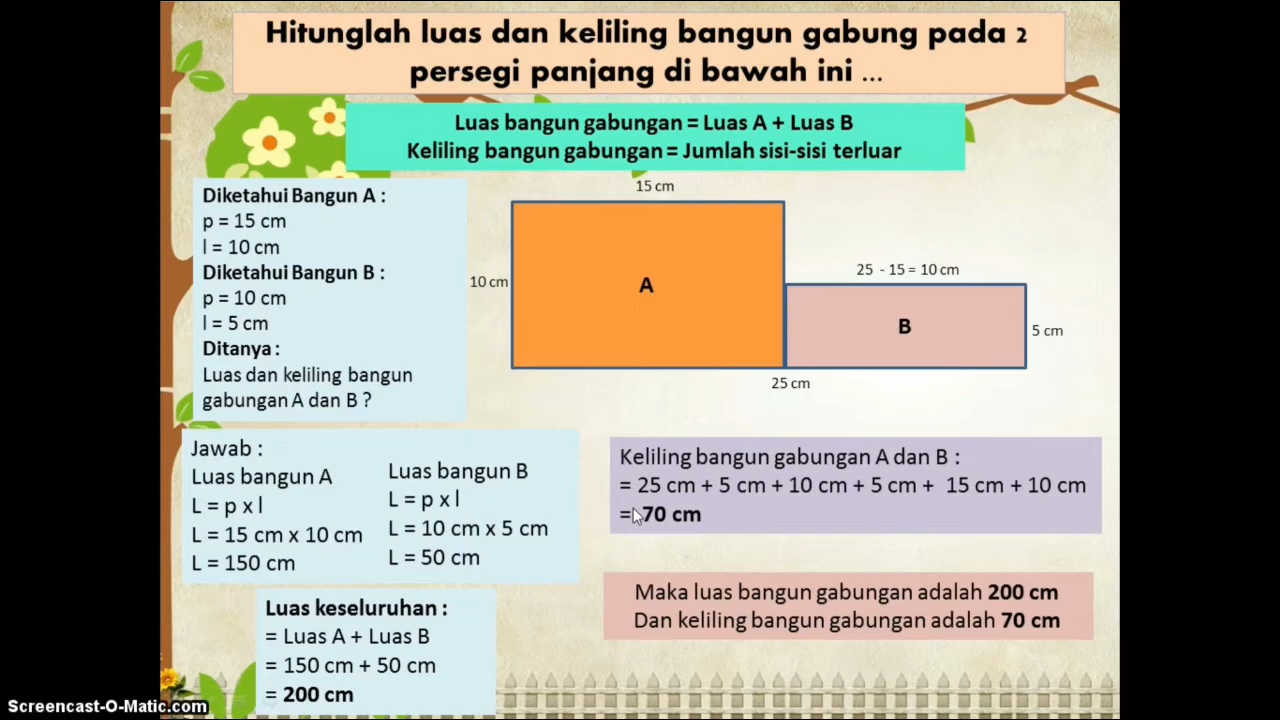 Hitunglah luas dan keliling bangun gabung pada 2
persegi panjang di bawah ini ...
Luas bangun gabungan = Luas A + Luas B
Keliling bangun gabungan = Jumlah sisi-sisi terluar
Diketahui Bangun A :
p = 15 cm
l = 10 cm
Diketahui Bangun B :
p = 10 cm
l = 5 cm
Ditanya :
Luas dan keliling bangun
gabungan A dan B ?
15 cm
10 cm
A
25 - 15 = 10 cm
B
5 cm
25 cm
Jawab :
Luas bangun A
L = p x l
L = 15 cm x 10 cm
L = 150 cm
Luas bangun B
L = p x l
L = 10 cm x 5 cm
L = 50 cm
Luas keseluruhan :
= Luas A + Luas B
= 150 cm + 50 cm
= 200 cm
Keliling bangun gabungan A dan B :
= 25 cm + 5 cm + 10 cm + 5 cm + 15 cm + 10 cm
= 70 cm
Maka luas bangun gabungan adalah 200 cm
Dan keliling bangun gabungan adalah 70 cm
Screencast-O-Matic.com